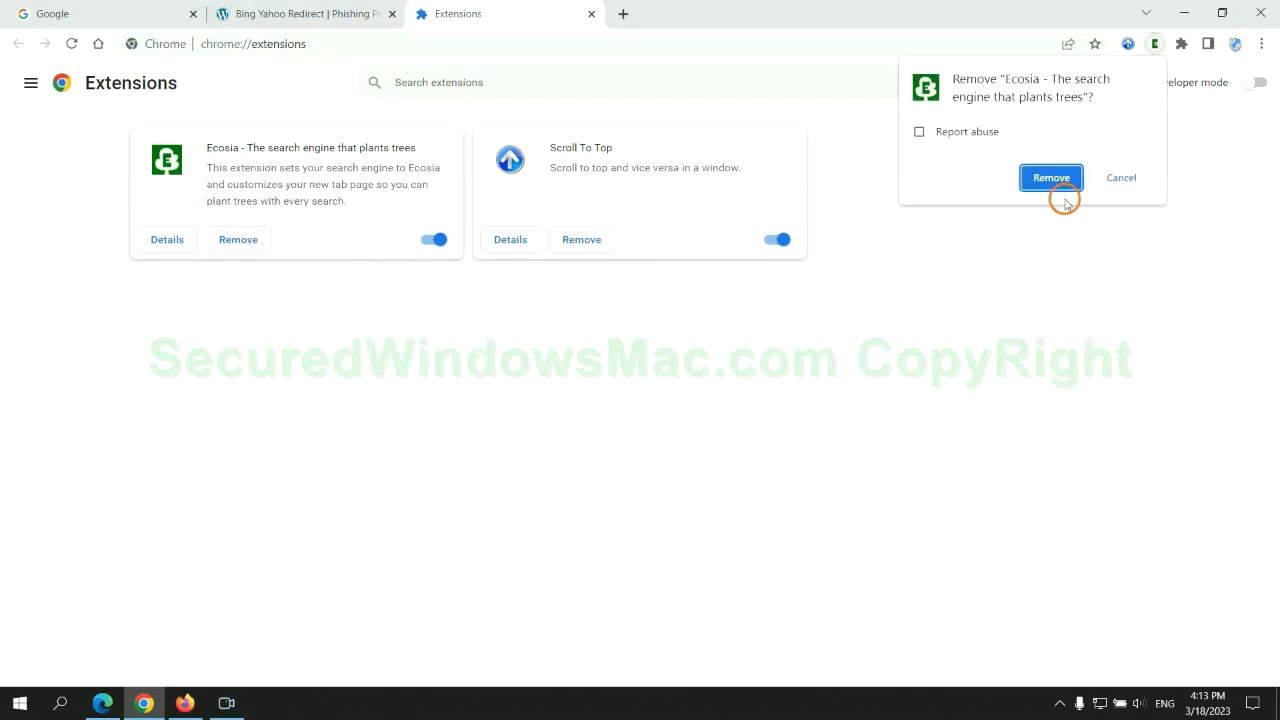 Google
Bing Yahoo Redirect | Phishing Pe
Extensions
Chrome | chrome://extensions
Extensions
Search extensions
veloper mode
Remove "Ecosia - The search
engine that plants trees"?
Report abuse
Remove
Cancel
Ecosia - The search engine that plants trees
This extension sets your search engine to Ecosia
and customizes your new tab page so you can
plant trees with every search.
Details
Remove
Scroll To Top
Scroll to top and vice versa in a window.
Details
Remove
SecuredWindowsMac.com CopyRight
ENG
4:13 PM
3/18/2023